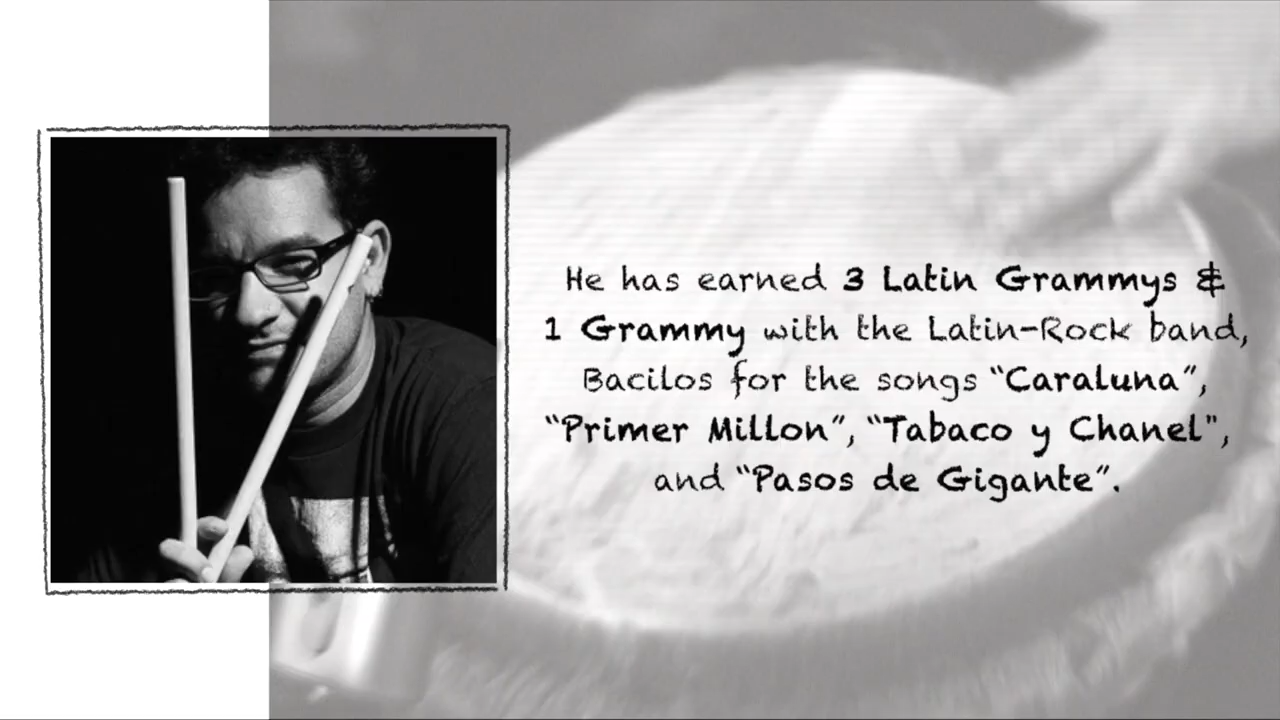 He has earned 3 Latin Grammys &
1 Grammy with the Latin-Rock band,
Bacilos for the songs “Caraluna”,
“Primer Millon”, “Tabaco y Chanel”,
and “Pasos de Gigante”.